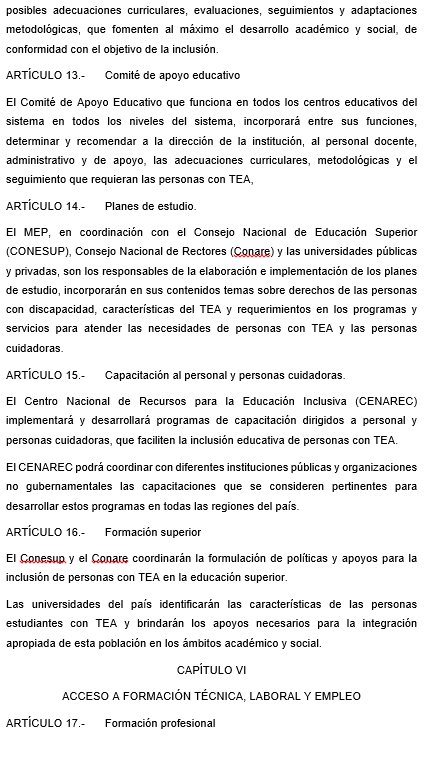 posibles adecuaciones curriculares, evaluaciones, seguimientos y adaptaciones
metodológicas, que fomenten al máximo el desarrollo académico y social, de
conformidad con el objetivo de la inclusión.
ARTÍCULO 13.- Comité de apoyo educativo
El Comité de Apoyo Educativo que funciona en todos los centros educativos del
sistema en todos los niveles del sistema, incorporará entre sus funciones,
determinar y recomendar a la dirección de la institución, al personal docente,
administrativo y de apoyo, las adecuaciones curriculares, metodológicas y el
seguimiento que requieran las personas con TEA,
ARTÍCULO 14.- Planes de estudio.
El MEP, en coordinación con el Consejo Nacional de Educación Superior
(CONESUP), Consejo Nacional de Rectores (Conare) y las universidades públicas
y privadas, son los responsables de la elaboración e implementación de los planes
de estudio, incorporarán en sus contenidos temas sobre derechos de las personas
con discapacidad, características del TEA y requerimientos en los programas y
servicios para atender las necesidades de personas con TEA y las personas
cuidadoras.
ARTÍCULO 15.- Capacitación al personal y personas cuidadoras.
El Centro Nacional de Recursos para la Educación Inclusiva (CENAREC)
implementará y desarrollará programas de capacitación dirigidos a personal y
personas cuidadoras, que faciliten la inclusión educativa de personas con TEA.
El CENAREC podrá coordinar con diferentes instituciones públicas y organizaciones
no gubernamentales las capacitaciones que se consideren pertinentes para
desarrollar estos programas en todas las regiones del país.
ARTÍCULO 16.- Formación superior
El Conesup y el Conare coordinarán la formulación de políticas y apoyos para la
inclusión de personas con TEA en la educación superior.
Las universidades del país identificarán las características de las personas
estudiantes con TEA y brindarán los apoyos necesarios para la integración
apropiada de esta población en los ámbitos académico y social.
CAPÍTULO VI
ACCESO A FORMACIÓN TÉCNICA, LABORAL Y EMPLEO
ARTÍCULO 17.- Formación profesional